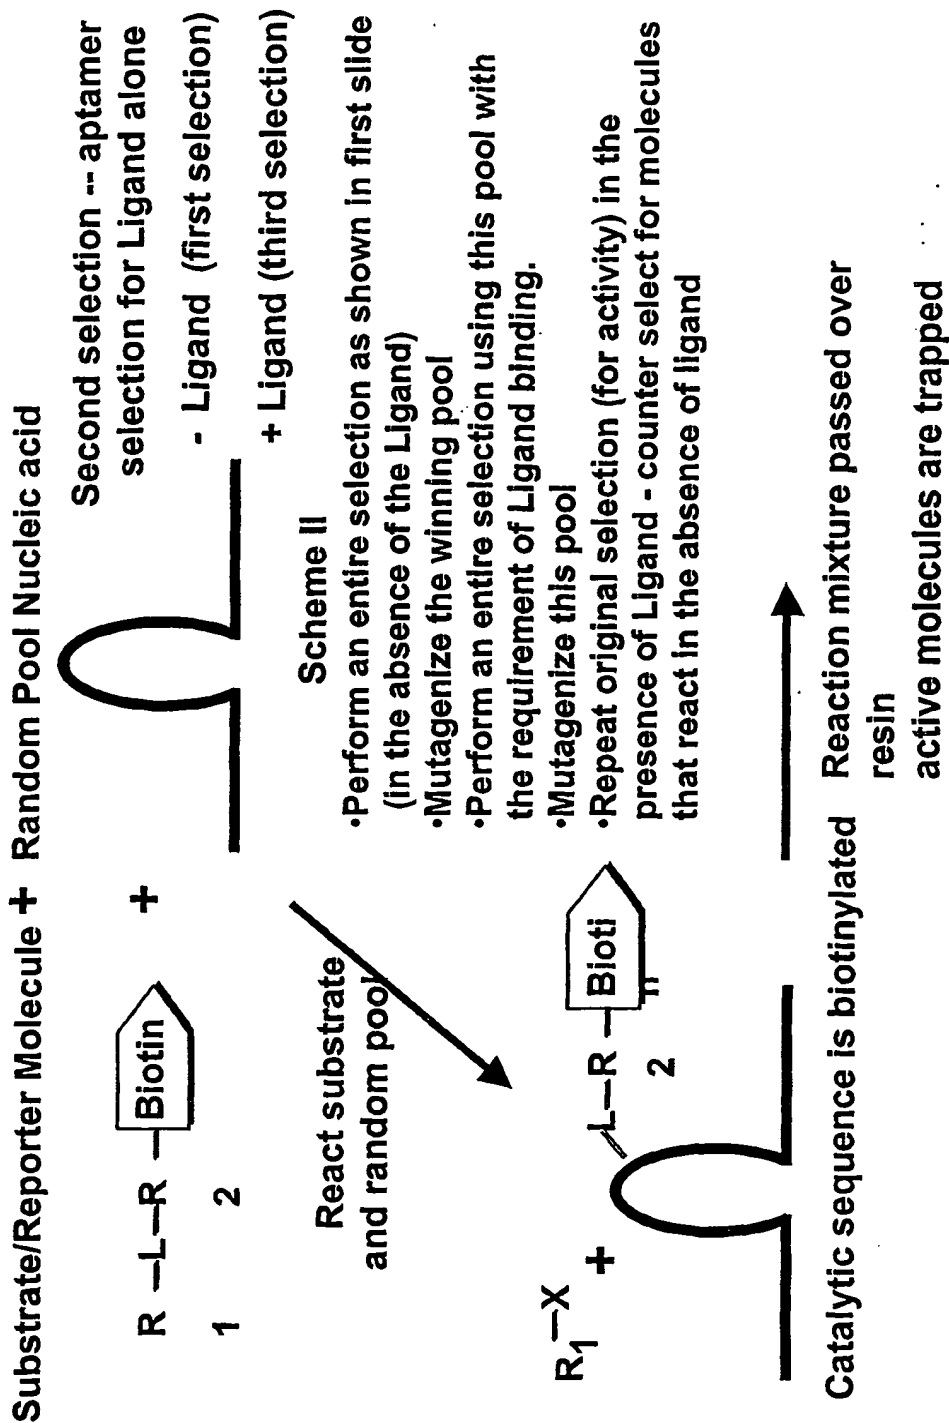 Substrate/Reporter Molecule + Random Pool Nucleic acid
R—L—R—Biotin
1 2
+
Second selection -- aptamer
selection for Ligand alone
- Ligand (first selection)
+ Ligand (third selection)
Scheme II
•Perform an entire selection as shown in first slide
(in the absence of the Ligand)
•Mutagenize the winning pool
•Perform an entire selection using this pool with
the requirement of Ligand binding.
•Mutagenize this pool
•Repeat original selection (for activity) in the
presence of Ligand - counter select for molecules
that react in the absence of ligand
React substrate
and random pool
R1—X
+
L—R—Bioti
2 n
Catalytic sequence is biotinylated
Reaction mixture passed over
resin
active molecules are trapped